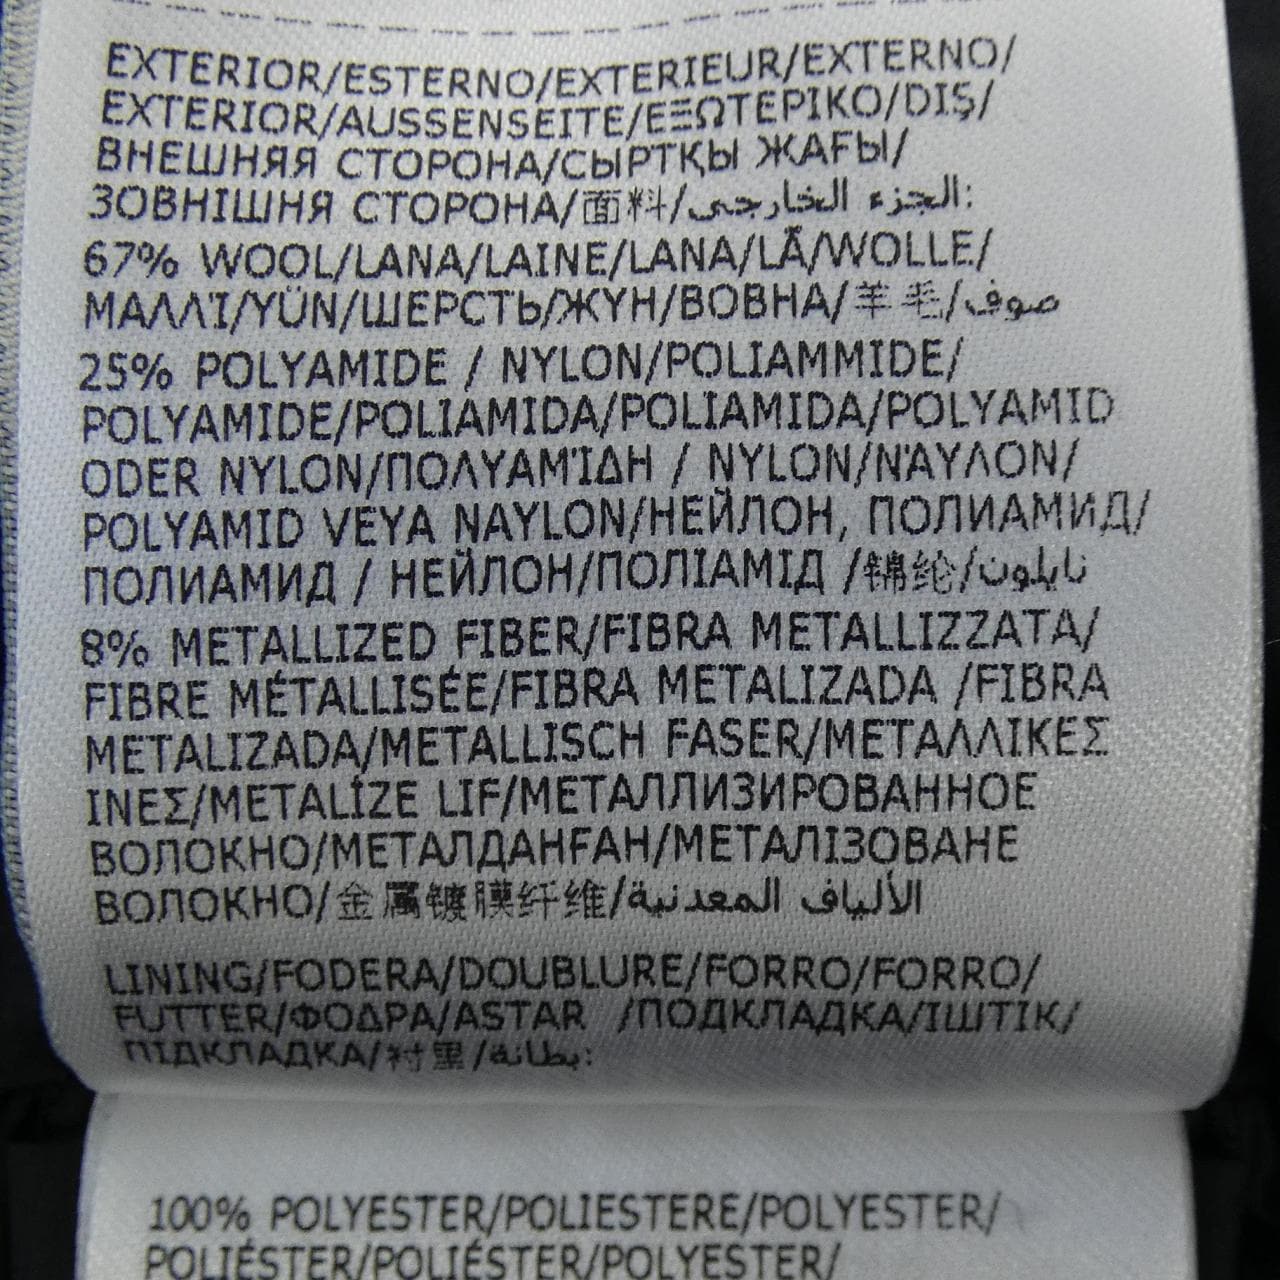 EXTERIOR/ESTERNO/EXTERIEUR/EXTERNO/
EXTERIOR/AUSSENSEITE/ΕΞΩΤΕΡΙΚΟ/DIŞ/
ВНЕШНЯЯ СТОРОНА/СЫРТҚЫ ЖАҒЫ/
ЗОВНІШНЯ СТОРОНА/面料/الجزء الخارجى:
67% WOOL/LANA/LAINE/LANA/LÃ/WOLLE/
ΜΑΛΛΊ/YÜN/ШЕРСТЬ/ЖҮН/ВОВНА/羊毛/صوف
25% POLYAMIDE / NYLON/POLIAMMIDE/
POLYAMIDE/POLIAMIDA/POLIAMIDA/POLYAMID
ODER NYLON/ΠΟΛΥΑΜΊΔΗ / NYLON/ΝΆΥΛΟΝ/
POLYAMID VEYA NAYLON/НЕЙЛОН, ПОЛИАМИД/
ПОЛИАМИД / НЕЙЛОН/ПОЛІАМІД /锦纶/نايلون
8% METALLIZED FIBER/FIBRA METALLIZZATA/
FIBRE MÉTALLISÉE/FIBRA METALIZADA /FIBRA
METALIZADA/METALLISCH FASER/ΜΕΤΑΛΛΙΚΕΣ
ΙΝΕΣ/METALİZE LIF/МЕТАЛЛИЗИРОВАННОЕ
ВОЛОКНО/МЕТАЛДАНҒАН/МЕТАЛІЗОВАНЕ
ВОЛОКНО/金属镀膜纤维/الألياف المعدنية
LINING/FODERA/DOUBLURE/FORRO/FORRO/
FUTTER/ΦΟΔΡΑ/ASTAR /ПОДКЛАДКА/ІШТІК/
ПІДКЛАДКА/衬里/بطانة:
100% POLYESTER/POLIESTERE/POLYESTER/
POLIÉSTER/POLIÉSTER/POLYESTER/